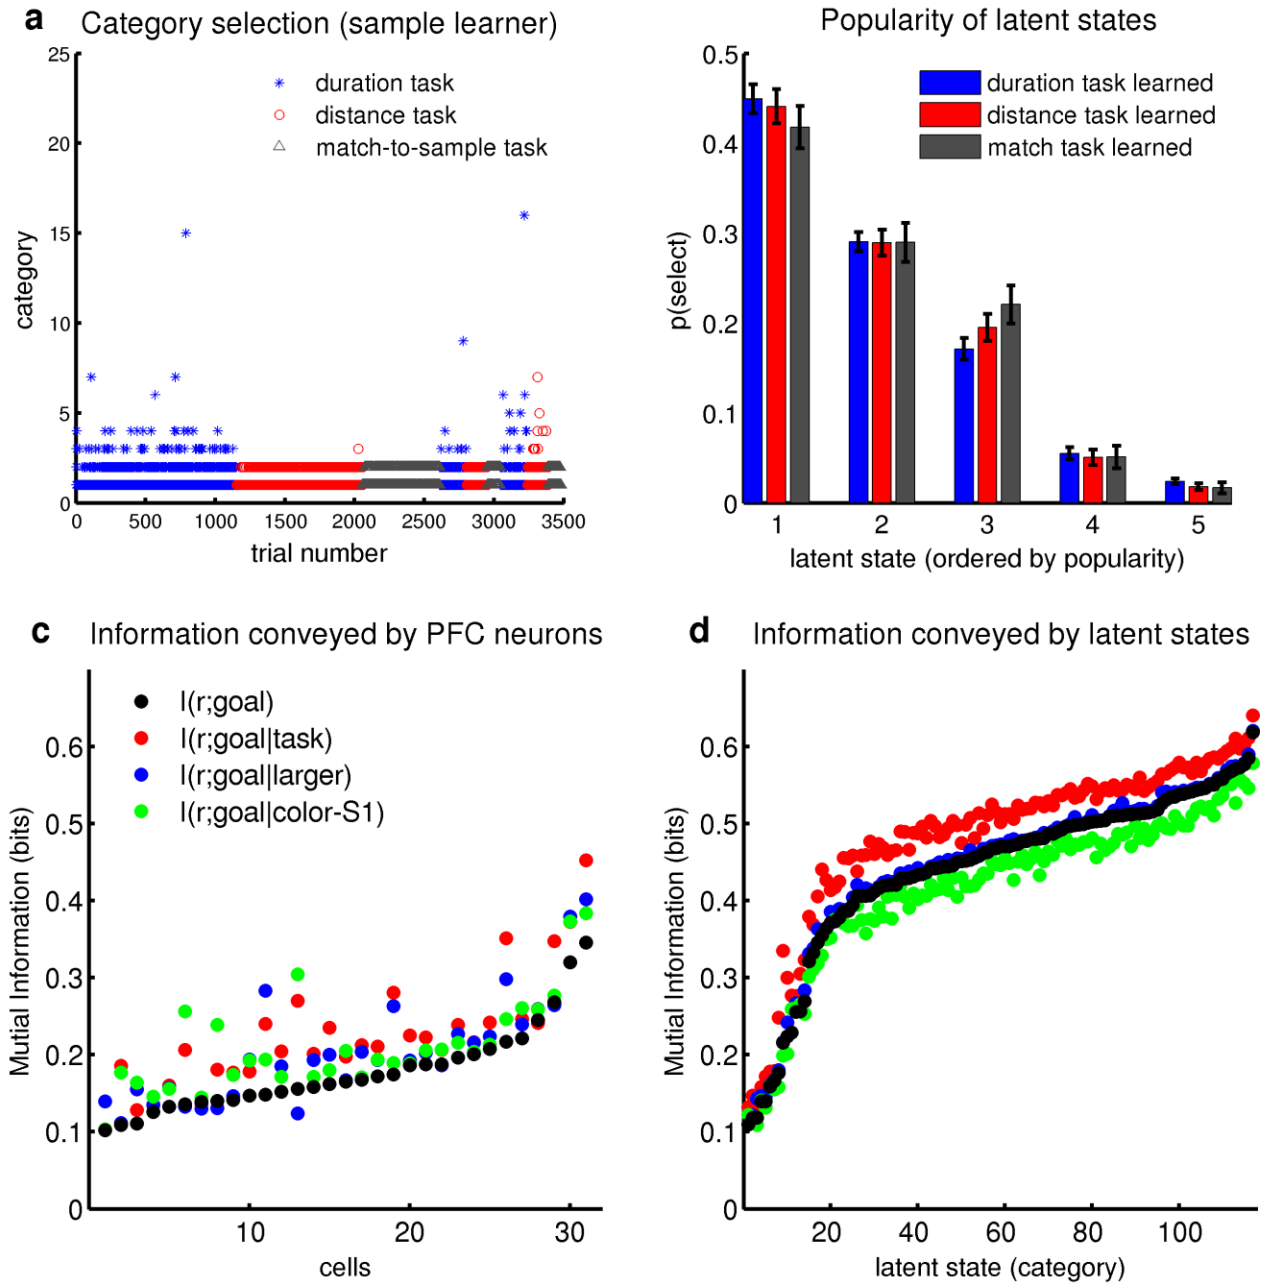 a
Category selection (sample learner)
25
20
15
10
5
0
category
duration task
distance task
match-to-sample task
0 500 1000 1500 2000 2500 3000 3500
trial number
Popularity of latent states
0.5
0.4
0.3
0.2
0.1
0
p(select)
duration task learned
distance task learned
match task learned
1 2 3 4 5
latent state (ordered by popularity)
c
Information conveyed by PFC neurons
I(r;goal)
I(r;goal|task)
I(r;goal|larger)
I(r;goal|color-S1)
0.6
0.5
0.4
0.3
0.2
0.1
0
Mutial Information (bits)
10 20 30
cells
d
Information conveyed by latent states
0.6
0.5
0.4
0.3
0.2
0.1
0
Mutial Information (bits)
20 40 60 80 100
latent state (category)